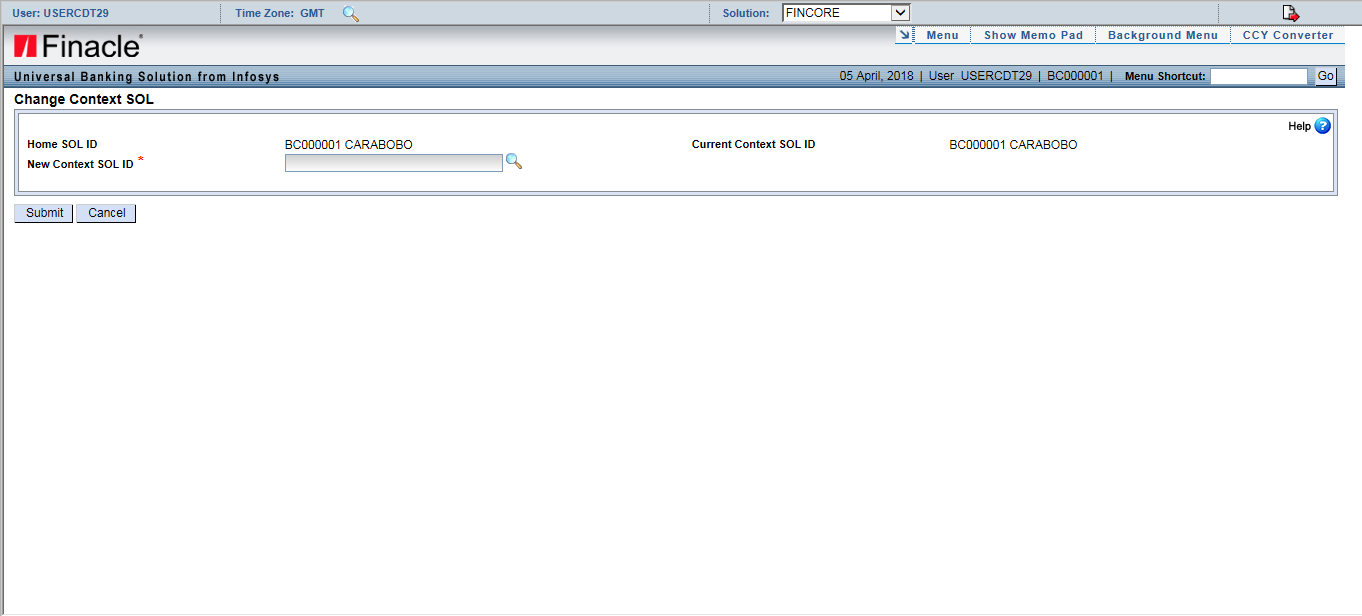 User: USERCDT29 Time Zone: GMT Solution: FINCORE
Finacle
Menu Show Memo Pad Background Menu CCY Converter
Universal Banking Solution from Infosys 05 April, 2018 | User USERCDT29 | BC000001 | Menu Shortcut: Go
Change Context SOL
Help ?
Home SOL ID BC000001 CARABOBO Current Context SOL ID BC000001 CARABOBO
New Context SOL ID *
Submit Cancel